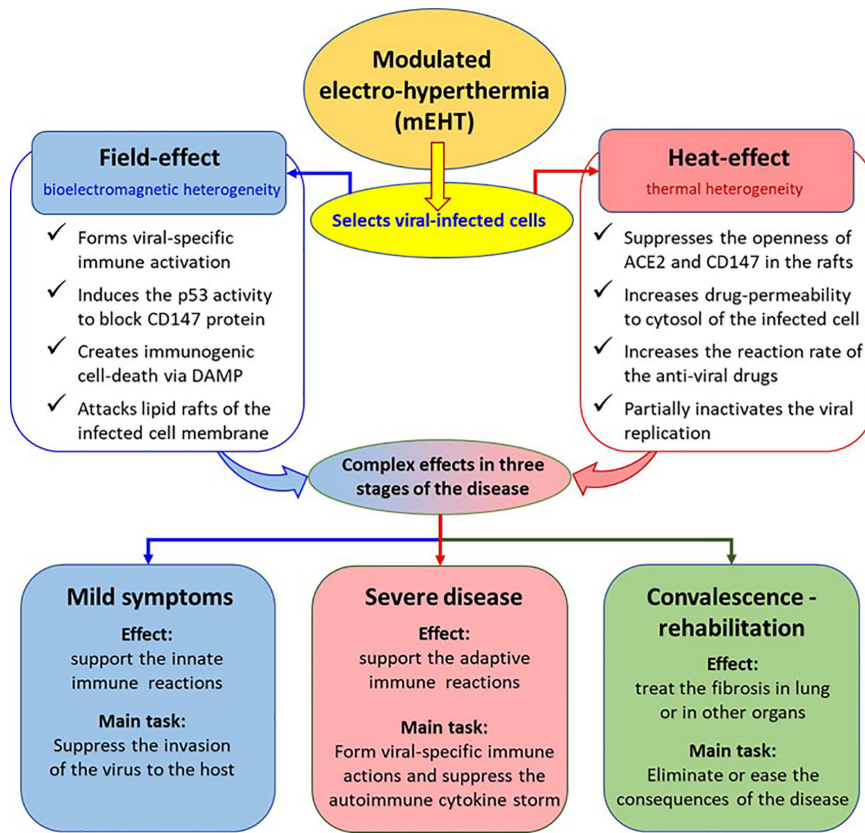 Modulated
electro-hyperthermia
(mEHT)
Selects viral-infected cells
Field-effect
bioelectromagnetic heterogeneity
✓ Forms viral-specific
immune activation
✓ Induces the p53 activity
to block CD147 protein
✓ Creates immunogenic
cell-death via DAMP
✓ Attacks lipid rafts of the
infected cell membrane
Heat-effect
thermal heterogeneity
✓ Suppresses the openness of
ACE2 and CD147 in the rafts
✓ Increases drug-permeability
to cytosol of the infected cell
✓ Increases the reaction rate of
the anti-viral drugs
✓ Partially inactivates the viral
replication
Complex effects in three
stages of the disease
Mild symptoms
Effect:
support the innate
immune reactions
Main task:
Suppress the invasion
of the virus to the host
Severe disease
Effect:
support the adaptive
immune reactions
Main task:
Form viral-specific immune
actions and suppress the
autoimmune cytokine storm
Convalescence -
rehabilitation
Effect:
treat the fibrosis in lung
or in other organs
Main task:
Eliminate or ease the
consequences of the disease